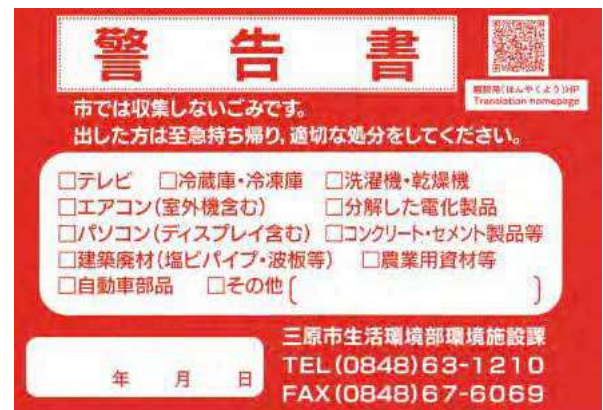 警告書
翻訳用(ほんやくよう)HP
Translation homepage
市では収集しないごみです。
出した方は至急持ち帰り,適切な処分をしてください。
□テレビ □冷蔵庫・冷凍庫 □洗濯機・乾燥機
□エアコン(室外機含む) □分解した電化製品
□パソコン(ディスプレイ含む) □コンクリート・セメント製品等
□建築廃材(塩ビパイプ・波板等) □農業用資材等
□自動車部品 □その他[ ]
三原市生活環境部環境施設課
年 月 日
TEL(0848)63-1210
FAX(0848)67-6069